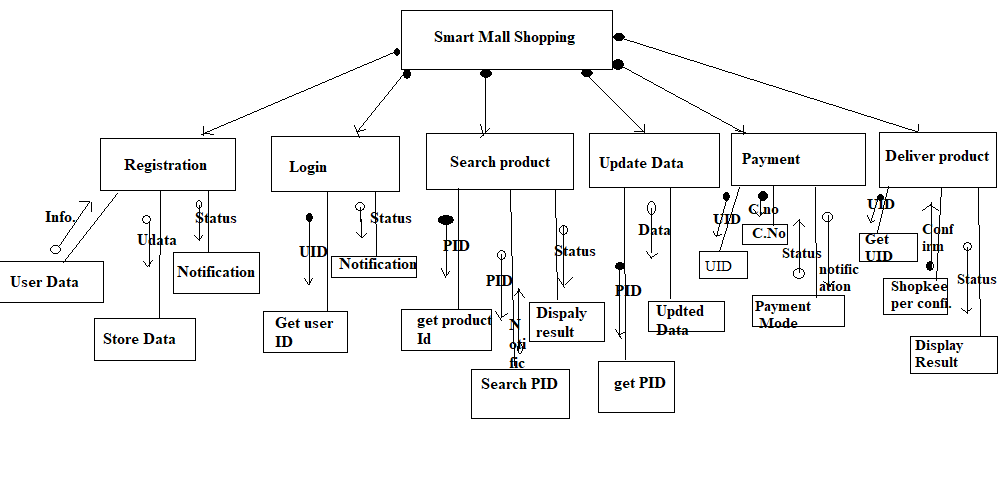 Smart Mall Shopping
Registration
Login
Search product
Update Data
Payment
Deliver product
Info.
Udata
Status
User Data
Notification
Store Data
UID
Status
Notification
Get user
ID
PID
PID
Status
N
oti
fic
get product
Id
Dispaly
result
Search PID
Data
PID
Updted
Data
get PID
UID
C.no
C.No
UID
Status
notific
ation
Payment
Mode
UID
Get
UID
Conf
irm
Shopkee
per confi.
Status
Display
Result